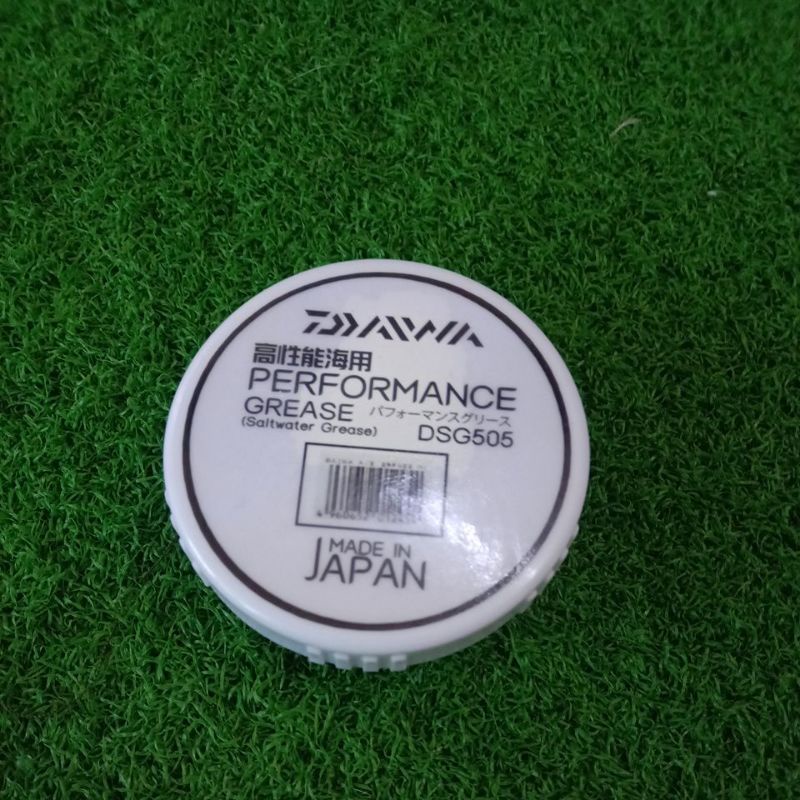 DAIWA
高性能海用
PERFORMANCE
GREASE パフォーマンスグリース
(Saltwater Grease) DSG505
MADE IN
JAPAN